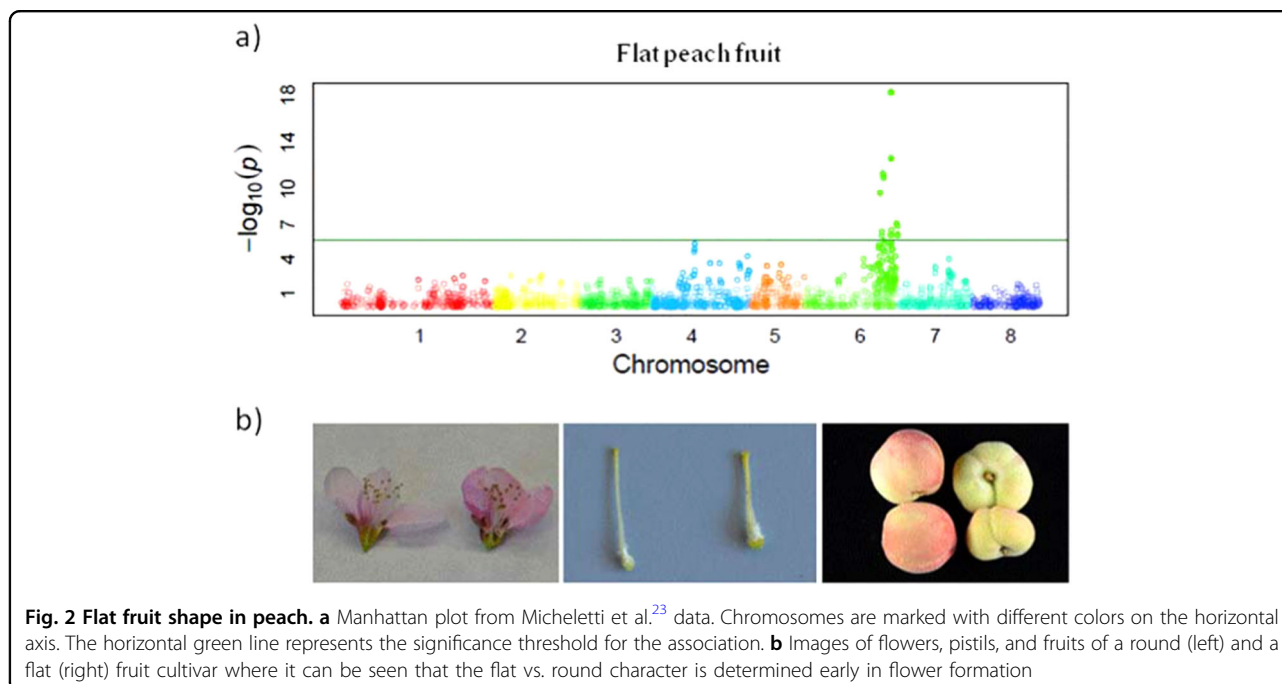 a)
Flat peach fruit
18
14
10
7
4
1
−log10(p)
1 2 3 4 5 6 7 8
Chromosome
b)
Fig. 2 Flat fruit shape in peach. a Manhattan plot from Micheletti et al.23 data. Chromosomes are marked with different colors on the horizontal
axis. The horizontal green line represents the significance threshold for the association. b Images of flowers, pistils, and fruits of a round (left) and a
flat (right) fruit cultivar where it can be seen that the flat vs. round character is determined early in flower formation